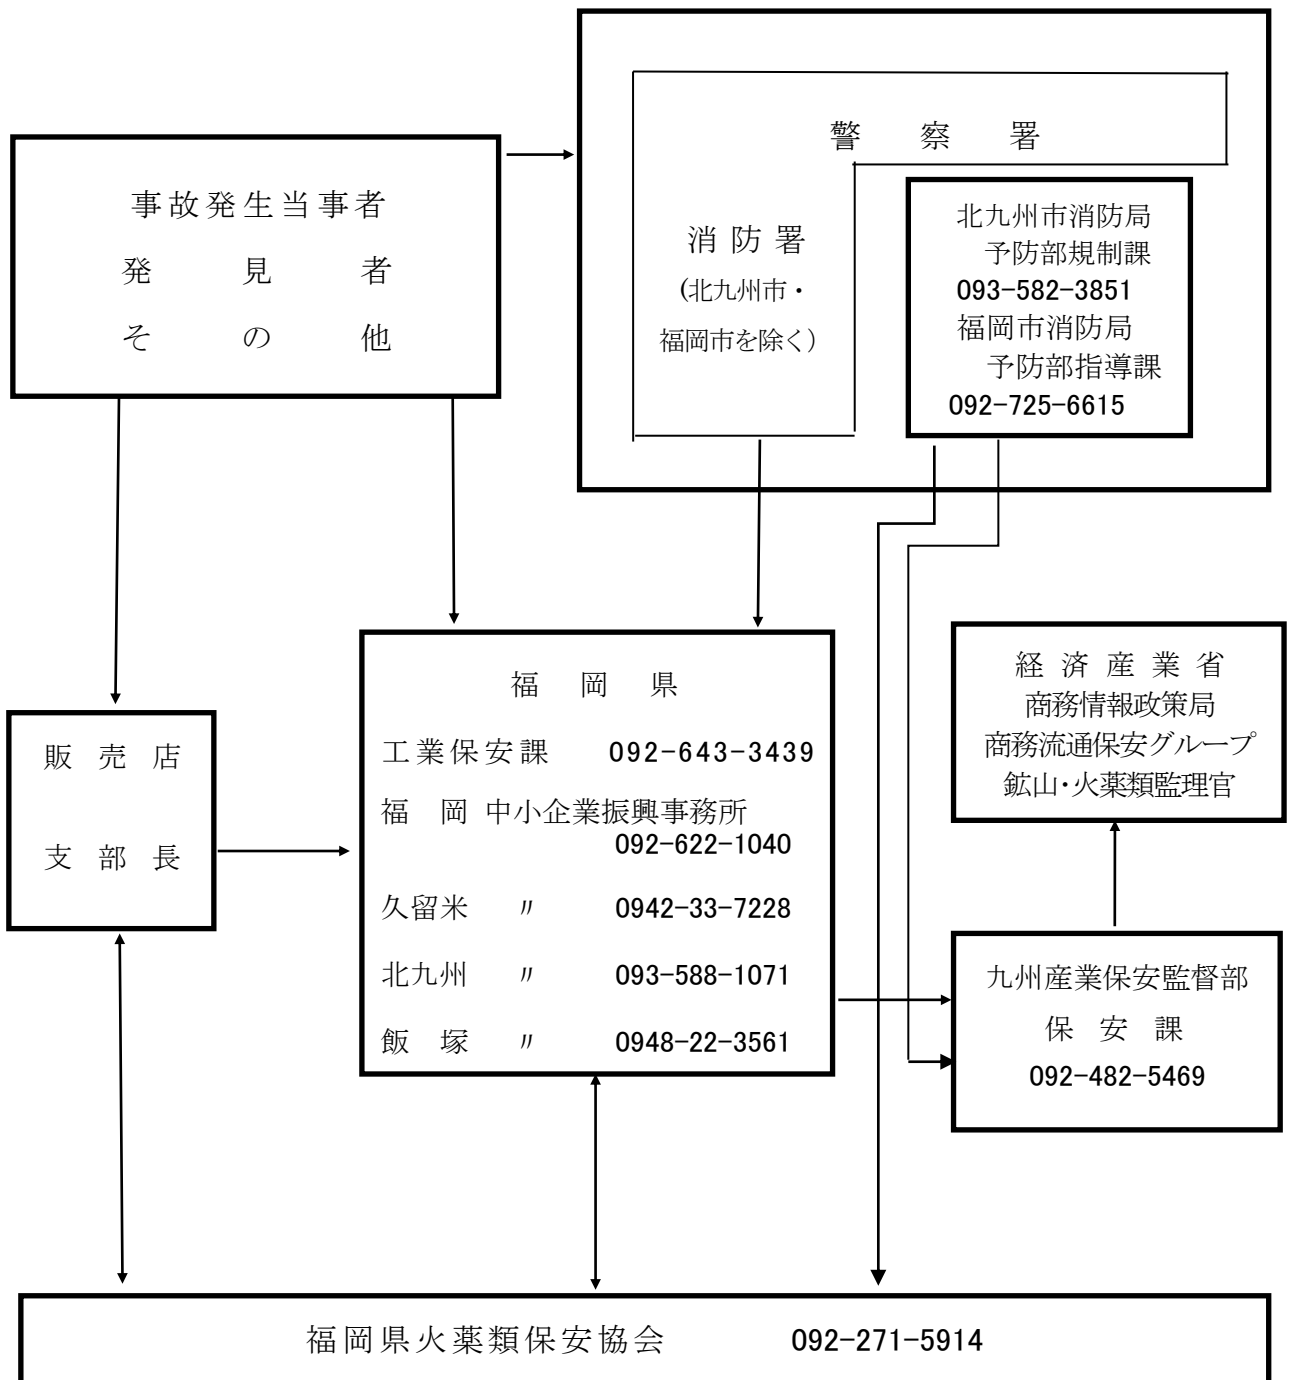 警察署
事故発生当事者
発見者
その他
消防署
(北九州市・
福岡市を除く)
北九州市消防局
予防部規制課
093-582-3851
福岡市消防局
予防部指導課
092-725-6615
福岡県
工業保安課 092-643-3439
福岡 中小企業振興事務所
092-622-1040
久留米 〃 0942-33-7228
北九州 〃 093-588-1071
飯塚 〃 0948-22-3561
販売店
支部長
経済産業省
商務情報政策局
商務流通保安グループ
鉱山・火薬類監理官
九州産業保安監督部
保安課
092-482-5469
福岡県火薬類保安協会 092-271-5914